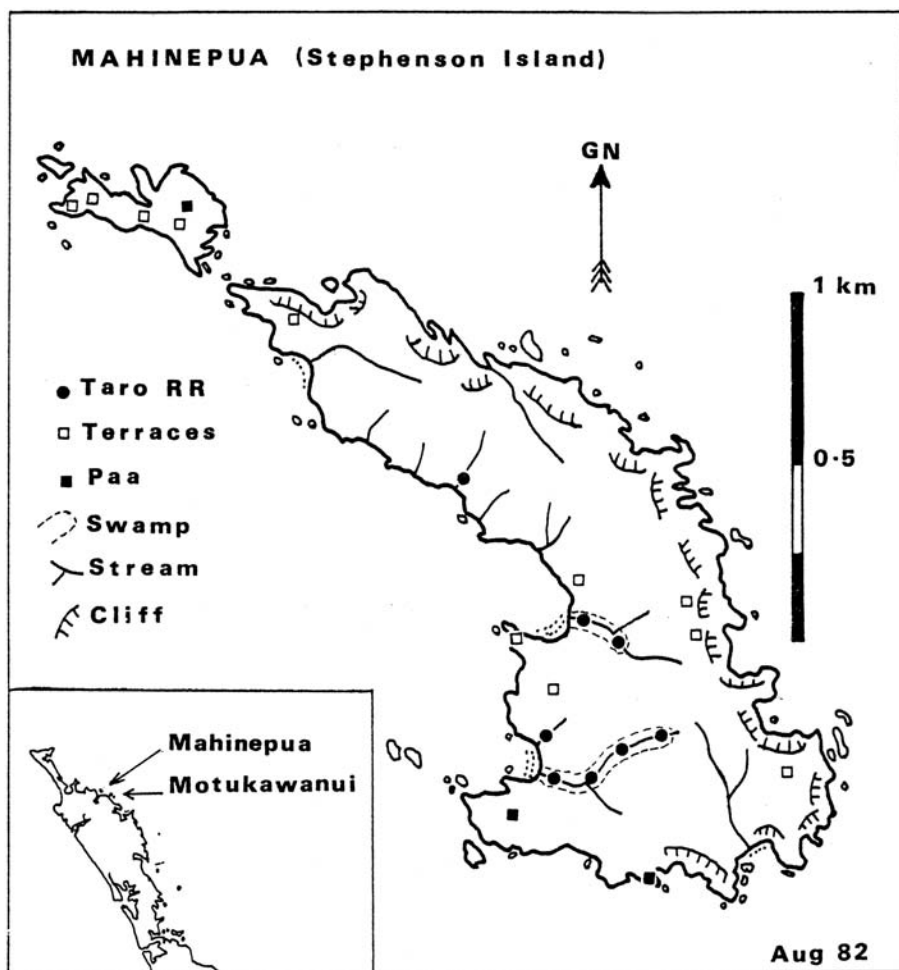 MAHINEPUA (Stephenson Island)
GN
1 km
0·5
Taro RR
Terraces
Paa
Swamp
Stream
Cliff
Mahinepua
Motukawanui
Aug 82